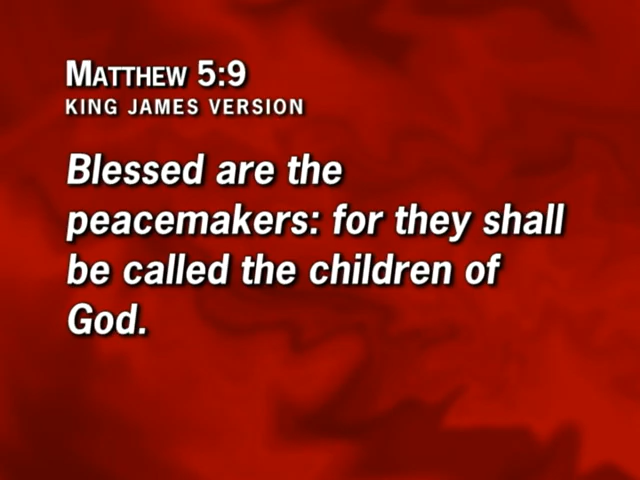 MATTHEW 5:9
KING JAMES VERSION
Blessed are the
peacemakers: for they shall
be called the children of
God.